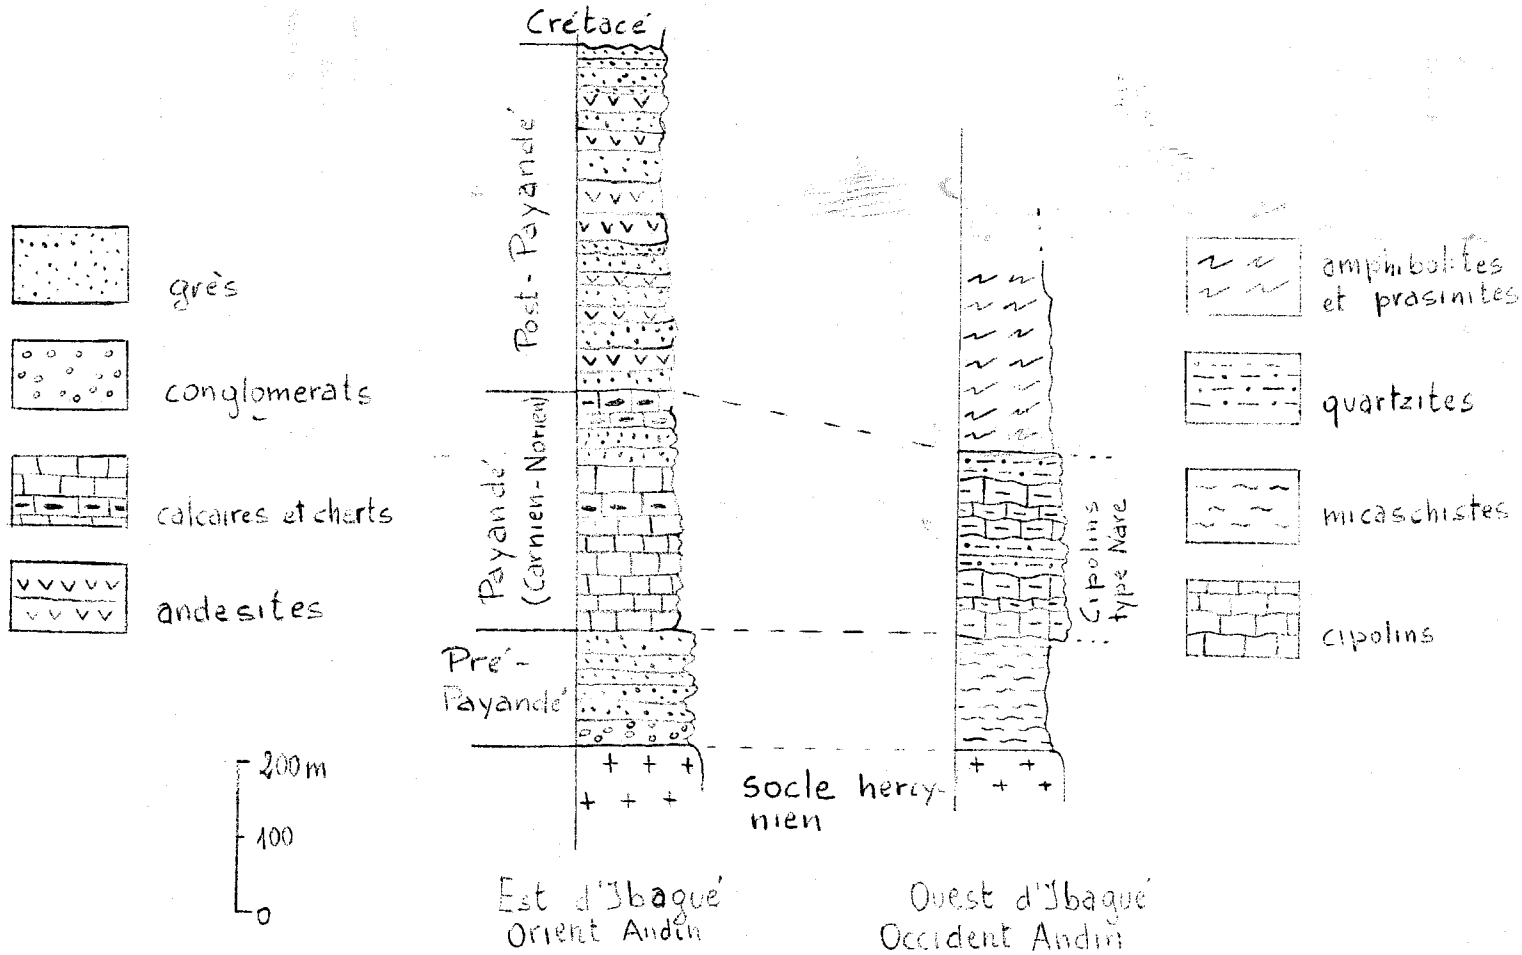 Crétacé
Post-Payandé
Payandé
(Carnien-Norien)
Pré-
Payandé
grès
conglomerats
calcaires et cherts
andesites
200m
100
0
socle hercy-
nien
Cipolins
type Nare
amphibolites
et prasinites
quartzites
micaschistes
cipolins
Est d'Ibagué
Orient Andin
Ouest d'Ibagué
Occident Andin